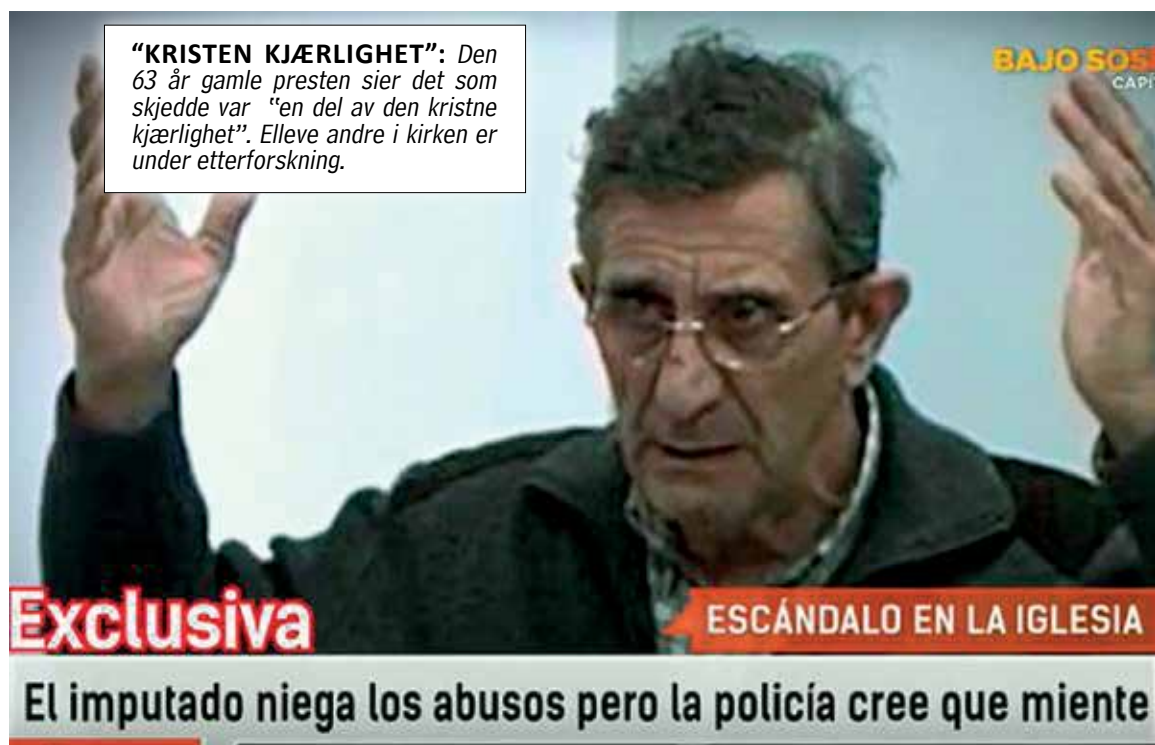 “KRISTEN KJÆRLIGHET”: Den
63 år gamle presten sier det som
skjedde var “en del av den kristne
kjærlighet”. Elleve andre i kirken er
under etterforskning.
BAJO
Exclusiva
ESCÁNDALO EN LA IGLESIA
El imputado niega los abusos pero la policía cree que miente